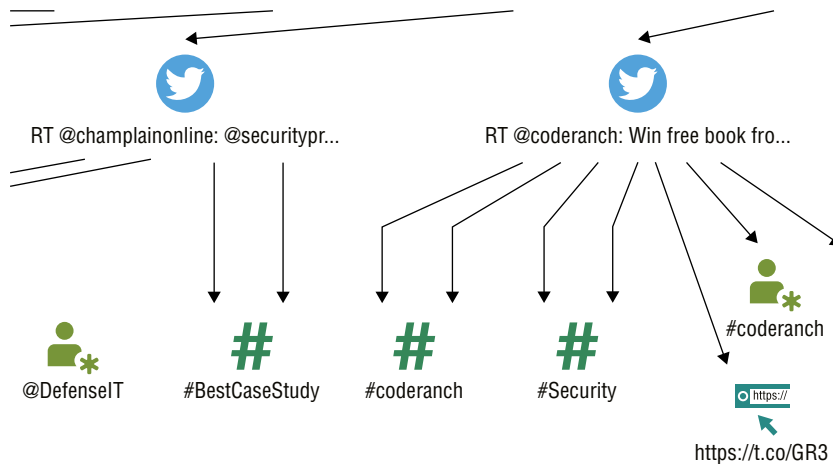 RT @champlainonline: @securitypr...
RT @coderanch: Win free book fro...
#coderanch
@DefenseIT
#BestCaseStudy
#coderanch
#Security
https://
https://t.co/GR3